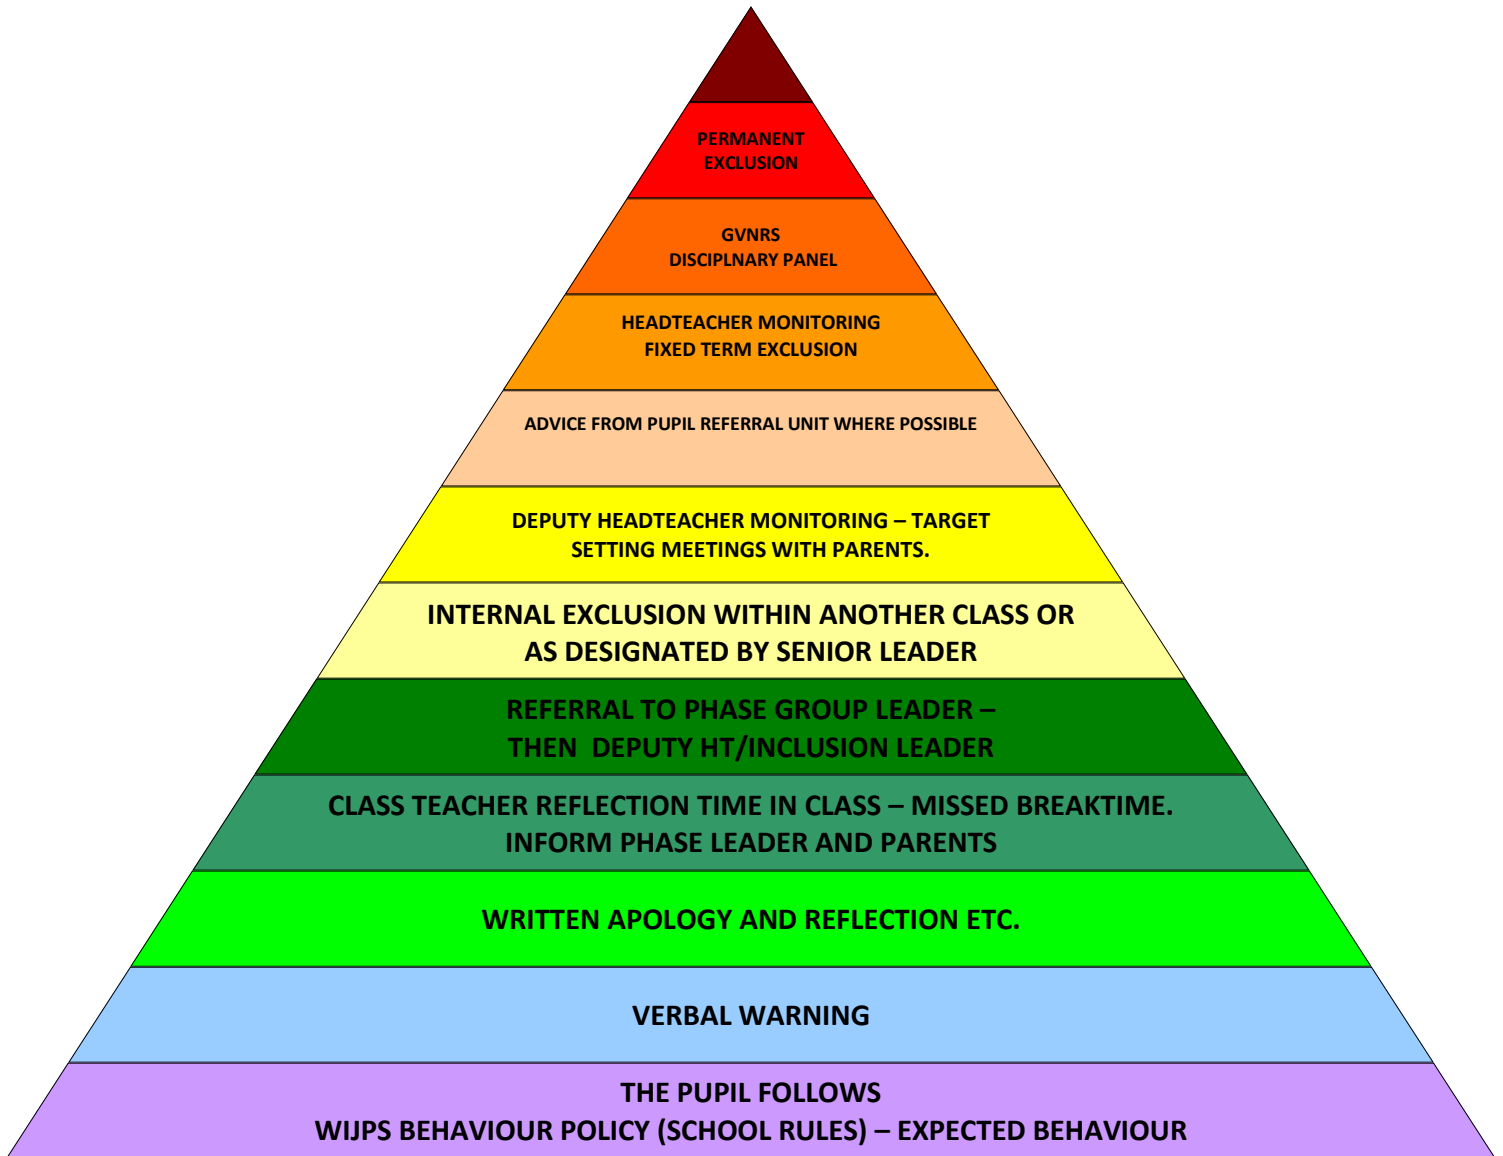 PERMANENT
EXCLUSION
GVNRS
DISCIPLNARY PANEL
HEADTEACHER MONITORING
FIXED TERM EXCLUSION
ADVICE FROM PUPIL REFERRAL UNIT WHERE POSSIBLE
DEPUTY HEADTEACHER MONITORING – TARGET
SETTING MEETINGS WITH PARENTS.
INTERNAL EXCLUSION WITHIN ANOTHER CLASS OR
AS DESIGNATED BY SENIOR LEADER
REFERRAL TO PHASE GROUP LEADER –
THEN  DEPUTY HT/INCLUSION LEADER
CLASS TEACHER REFLECTION TIME IN CLASS – MISSED BREAKTIME.
INFORM PHASE LEADER AND PARENTS
WRITTEN APOLOGY AND REFLECTION ETC.
VERBAL WARNING
THE PUPIL FOLLOWS
WIJPS BEHAVIOUR POLICY (SCHOOL RULES) – EXPECTED BEHAVIOUR